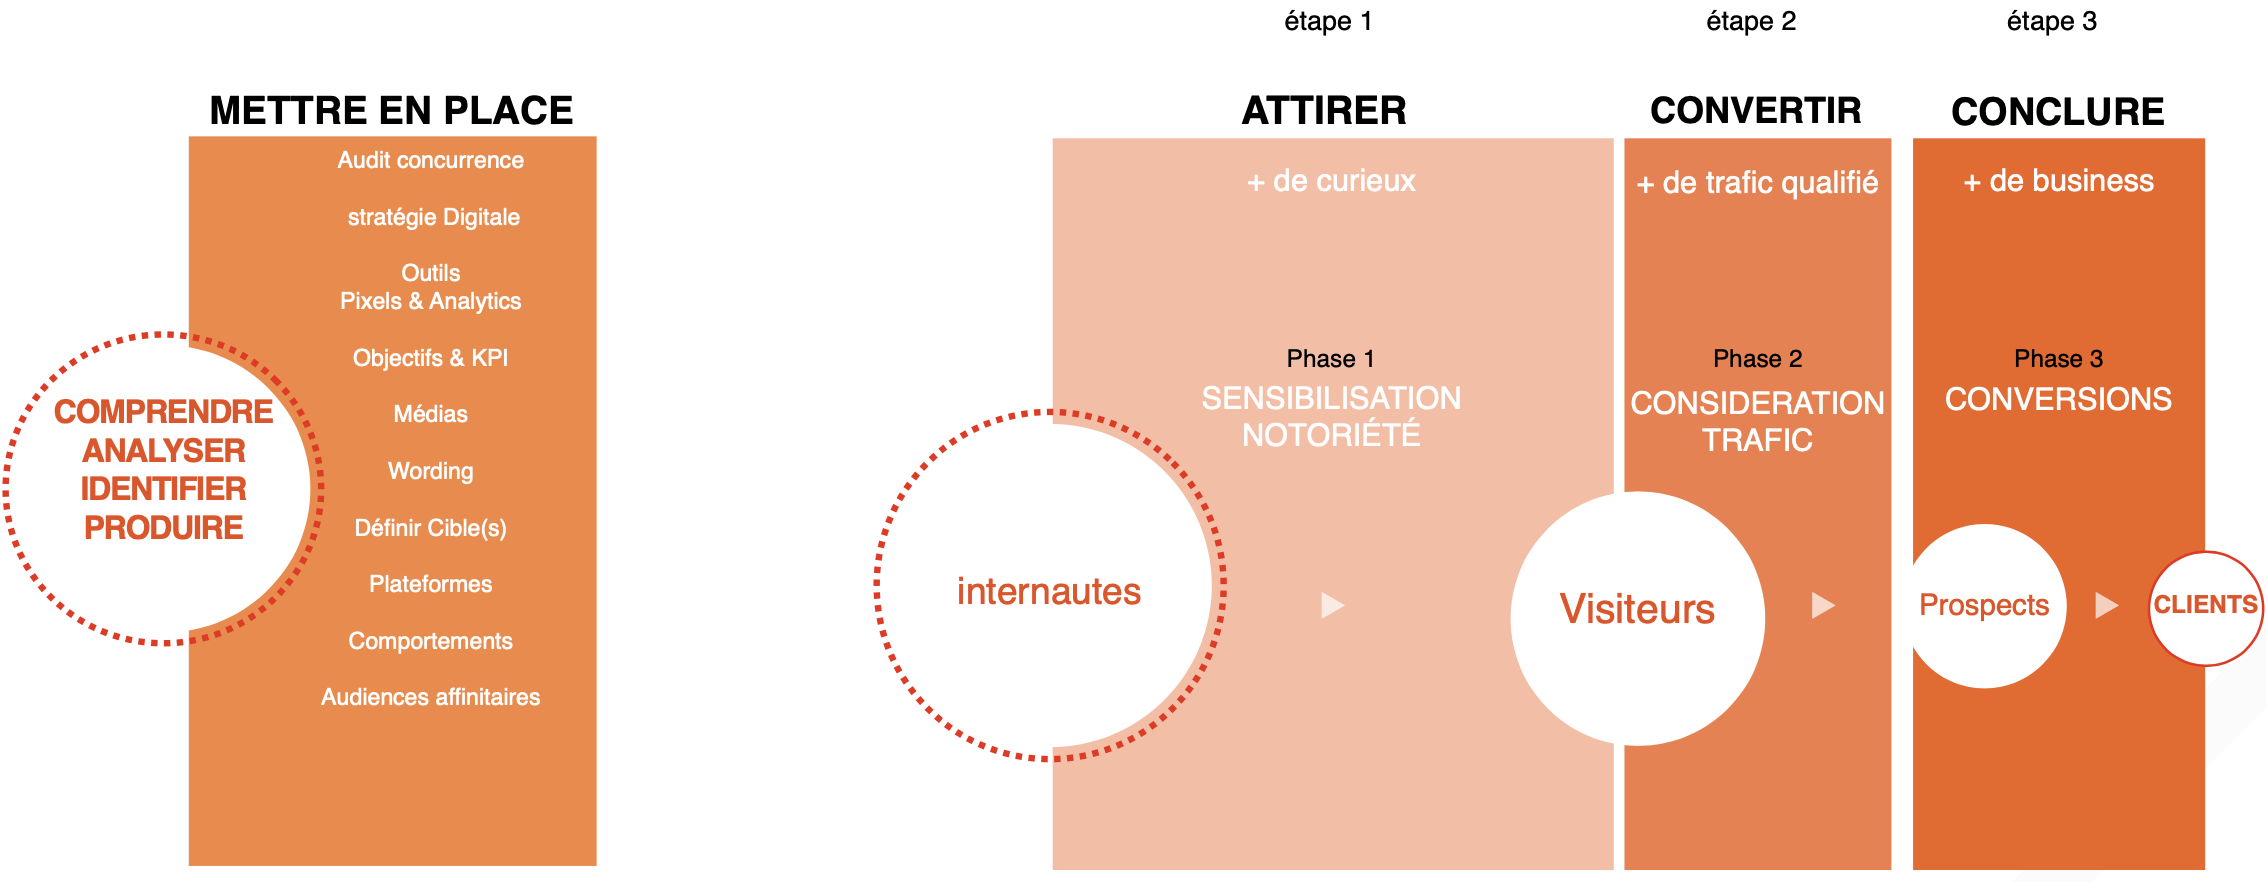 METTRE EN PLACE
Audit concurrence
stratégie Digitale
Outils
Pixels & Analytics
Objectifs & KPI
Médias
Wording
Définir Cible(s)
Plateformes
Comportements
Audiences affinitaires
COMPRENDRE
ANALYSER
IDENTIFIER
PRODUIRE
étape 1
ATTIRER
+ de curieux
Phase 1
SENSIBILISATION
NOTORIÉTÉ
internautes
étape 2
CONVERTIR
+ de trafic qualifié
Phase 2
CONSIDERATION
TRAFIC
Visiteurs
étape 3
CONCLURE
+ de business
Phase 3
CONVERSIONS
Prospects
CLIENTS